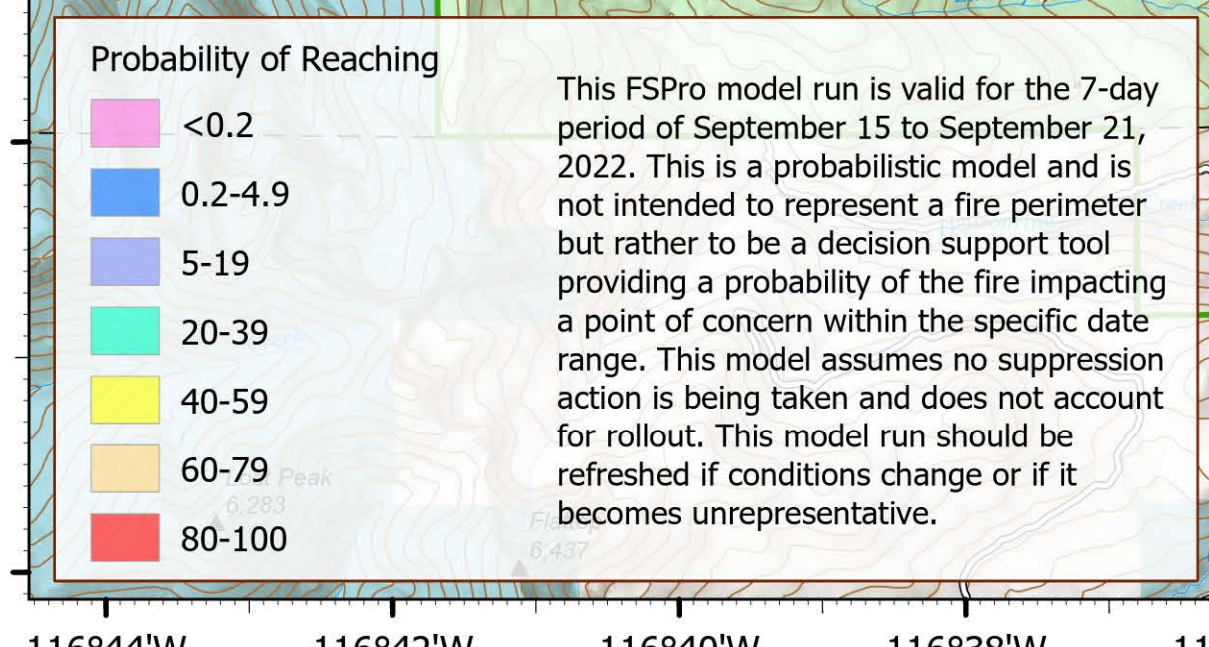 Probability of Reaching
<0.2
0.2-4.9
5-19
20-39
40-59
60-79
80-100
This FSPro model run is valid for the 7-day
period of September 15 to September 21,
2022. This is a probabilistic model and is
not intended to represent a fire perimeter
but rather to be a decision support tool
providing a probability of the fire impacting
a point of concern within the specific date
range. This model assumes no suppression
action is being taken and does not account
for rollout. This model run should be
refreshed if conditions change or if it
becomes unrepresentative.
Peak
6,283
6,437